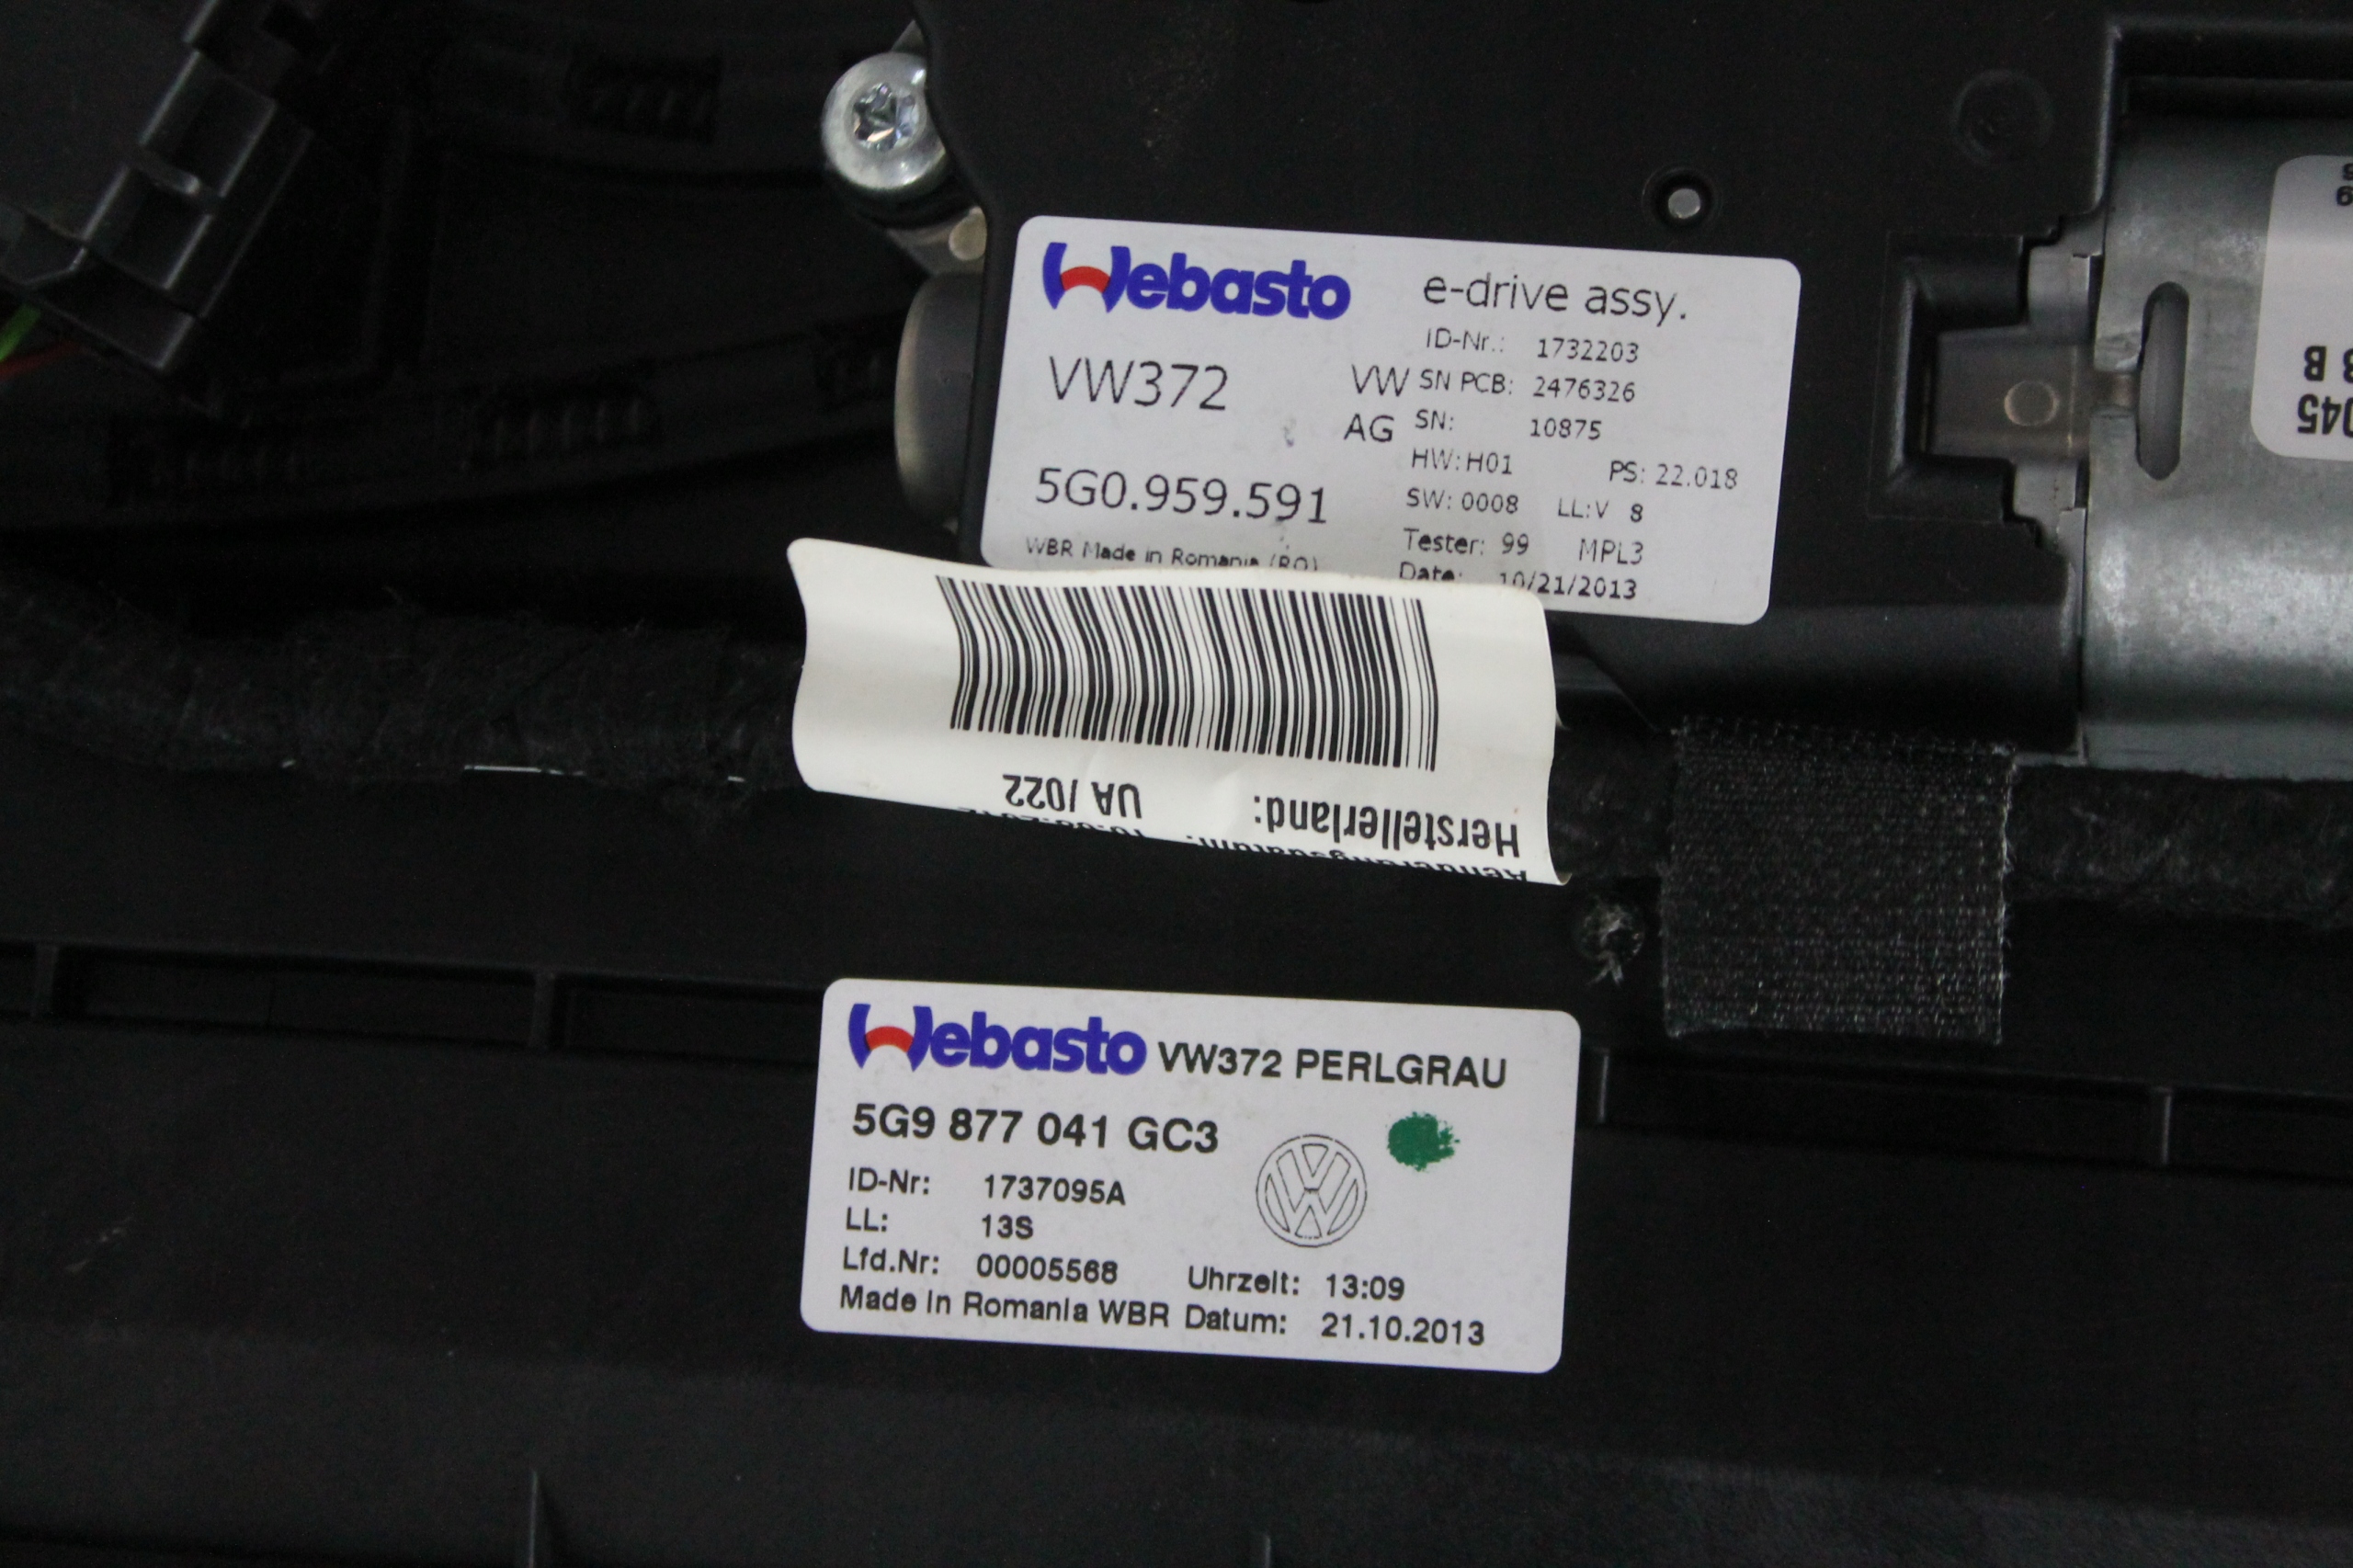 Webasto
e-drive assy.
VW372
VW AG
5G0.959.591
WBR Made in Romania (RO)
ID-Nr.: 1732203
SN PCB: 2476326
SN: 10875
HW: H01 PS: 22.018
SW: 0008 LL:V 8
Tester: 99 MPL3
Date: 10/21/2013
Herstellerland: UA /022
045
B B
Webasto VW372 PERLGRAU
5G9 877 041 GC3
ID-Nr: 1737095A
LL: 13S
Lfd.Nr: 00005568 Uhrzeit: 13:09
Made in Romania WBR Datum: 21.10.2013